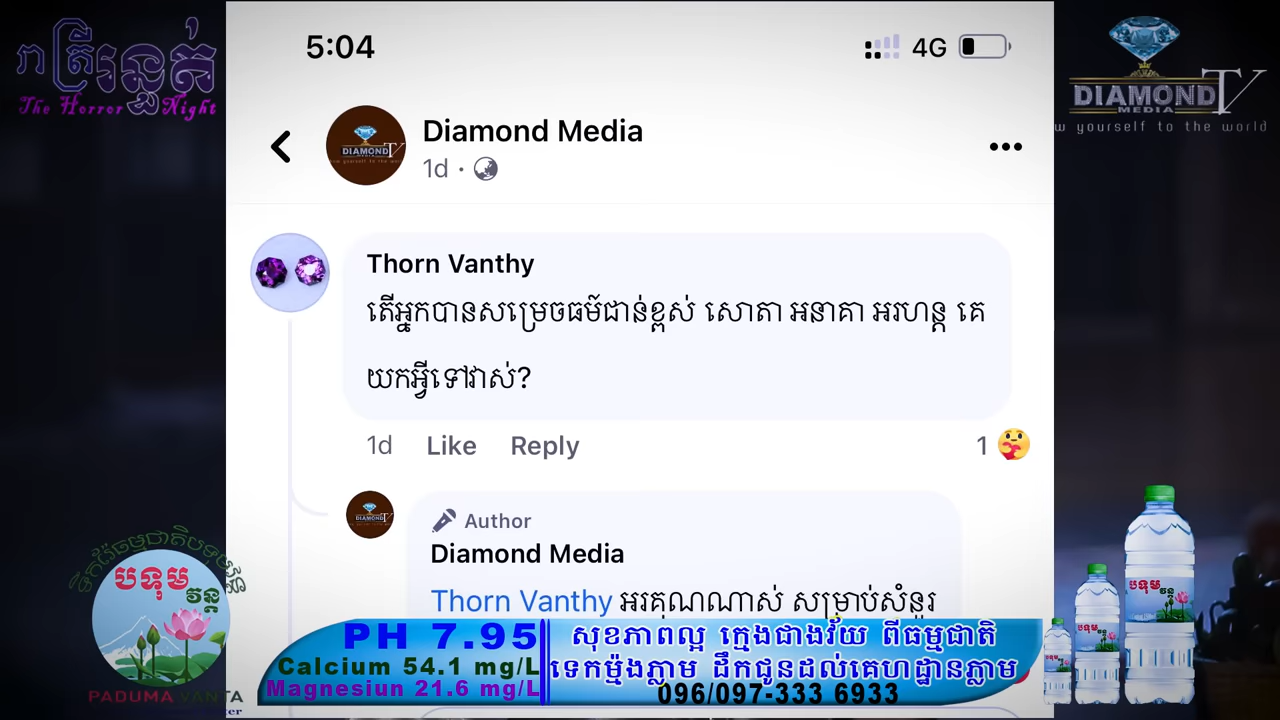 រាត្រីរន្ធត់
The Horror Night
5:04
4G
DIAMOND TV
MEDIA
w yourself to the world
Diamond Media
1d
Thorn Vanthy
តើអ្នកបានសម្រេចធម៌ជាន់ខ្ពស់ សោតា អនាគា អរហន្ត គេ
យកអ្វីទៅវាស់?
1d Like Reply 1
Author
Diamond Media
Thorn Vanthy អរគុណណាស់ សម្រាប់សំនួរ
បទុម
វ័ន្ត
PADUMA VANTA
PH 7.95
Calcium 54.1 mg/L
Magnesiun 21.6 mg/L
សុខភាពល្អ ក្មេងជាងវ័យ ពីធម្មជាតិ
ទេកម៉្មងភ្លាម ដឹកជូនដល់គេហដ្ឋានភ្លាម
096/097-333 6933